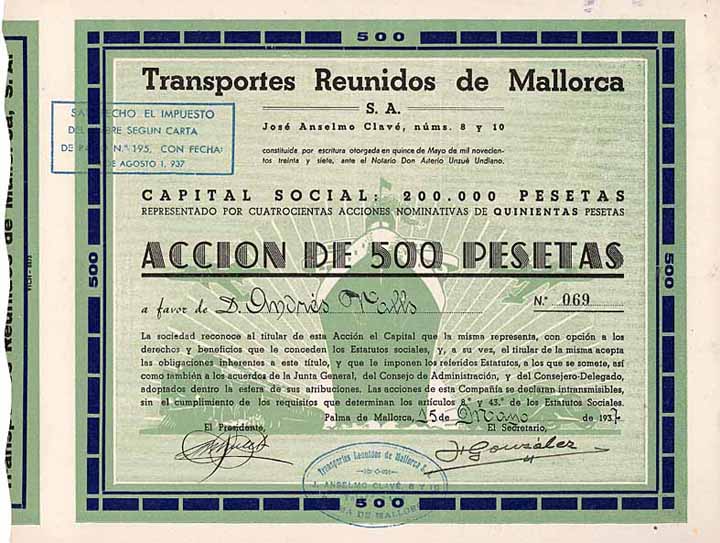 500
Transportes Reunidos de Mallorca
S. A.
José Anselmo Clavé, núms. 8 y 10
constituída por escritura otorgada en quince de Mayo de mil novecien-
tos treinta y siete, ante el Notario Don Asterio Unzué Undiano.
SATISFECHO EL IMPUESTO
DEL TIMBRE SEGUN CARTA
DE PAGO N.º 195, CON FECHA:
DE AGOSTO 1, 937
CAPITAL SOCIAL: 200.000 PESETAS
REPRESENTADO POR CUATROCIENTAS ACCIONES NOMINATIVAS DE QUINIENTAS PESETAS
ACCION DE 500 PESETAS
500
500
a favor de D. Andrés Valls
N.º 069
La sociedad reconoce al titular de esta Acción el Capital que la misma representa, con opción a los
derechos y beneficios que le conceden los Estatutos sociales, y, a su vez, el titular de la misma acepta
las obligaciones inherentes a este título, y que le imponen los referidos Estatutos, a los que se somete, así
como también a los acuerdos de la Junta General, del Consejo de Administración, y del Consejero-Delegado,
adoptados dentro la esfera de sus atribuciones. Las acciones de esta Compañía se declaran intransmisibles,
sin el cumplimiento de los requisitos que determinan los artículos 8.º y 43.º de los Estatutos Sociales.
Palma de Mallorca, 15 de Mayo de 1937
El Presidente,
El Secretario,
J. González
Transportes Reunidos de Mallorca S. A.
J. ANSELMO CLAVÉ, 8 Y 10
PALMA DE MALLORCA
500